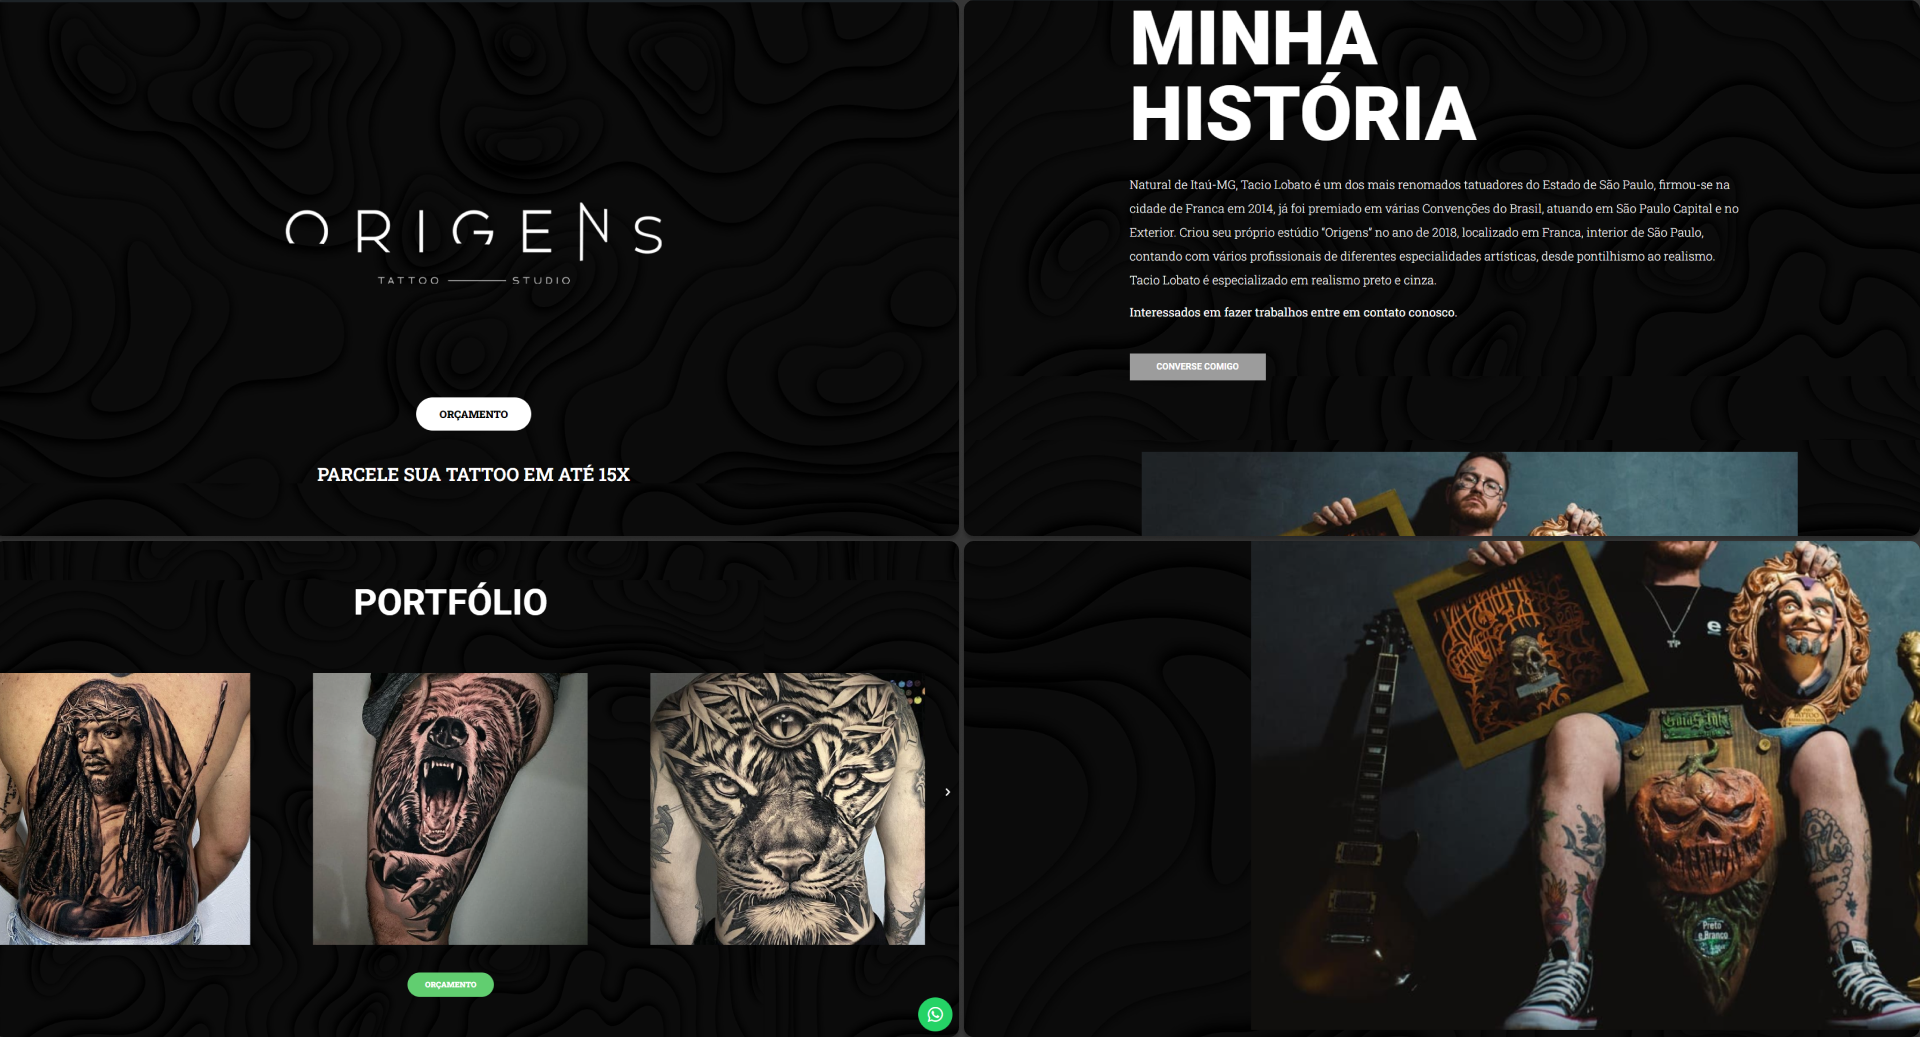 ORIGENS
TATTOO STUDIO
ORÇAMENTO
PARCELE SUA TATTOO EM ATÉ 15X
MINHA
HISTÓRIA
Natural de Itaú-MG, Tacio Lobato é um dos mais renomados tatuadores do Estado de São Paulo, firmou-se na
cidade de Franca em 2014, já foi premiado em várias Convenções do Brasil, atuando em São Paulo Capital e no
Exterior. Criou seu próprio estúdio "Origens" no ano de 2018, localizado em Franca, interior de São Paulo,
contando com vários profissionais de diferentes especialidades artísticas, desde pontilhismo ao realismo.
Tacio Lobato é especializado em realismo preto e cinza.
Interessados em fazer trabalhos entre em contato conosco.
CONVERSE COMIGO
PORTFÓLIO
ORÇAMENTO
e
TP
TATTOO
Preto
e Branco